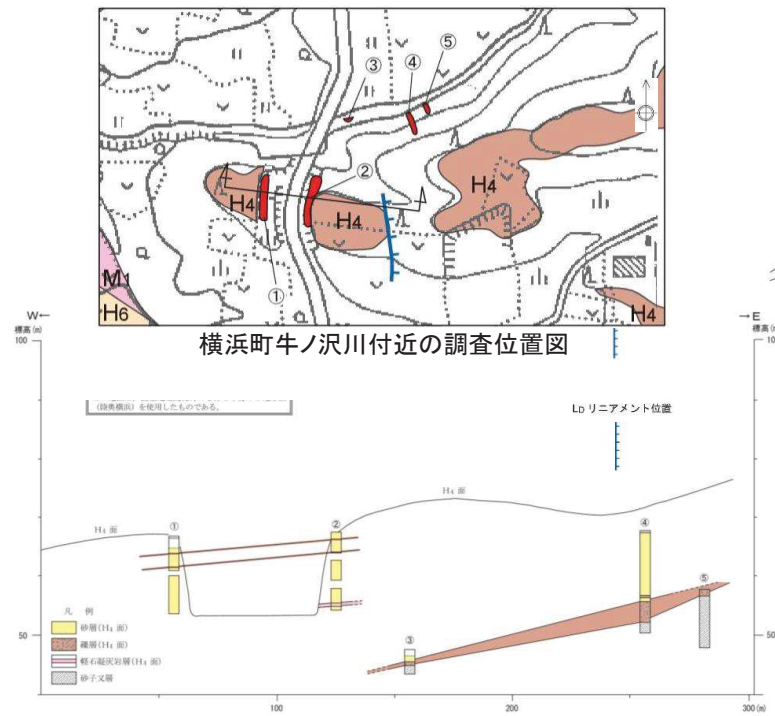 ③
④
⑤
②
H4
H4
H4
①
M1
H6
H4
横浜町牛ノ沢川付近の調査位置図
W←
標高(m)
100
→E
標高(m)
100
(陸奥横浜)を使用したものである。
LD リニアメント位置
H4 面
H4 面
①
②
④
⑤
③
凡 例
砂層(H4 面)
礫層(H4 面)
軽石凝灰岩層(H4 面)
砂子又層
50
50
0
100
200
300(m)